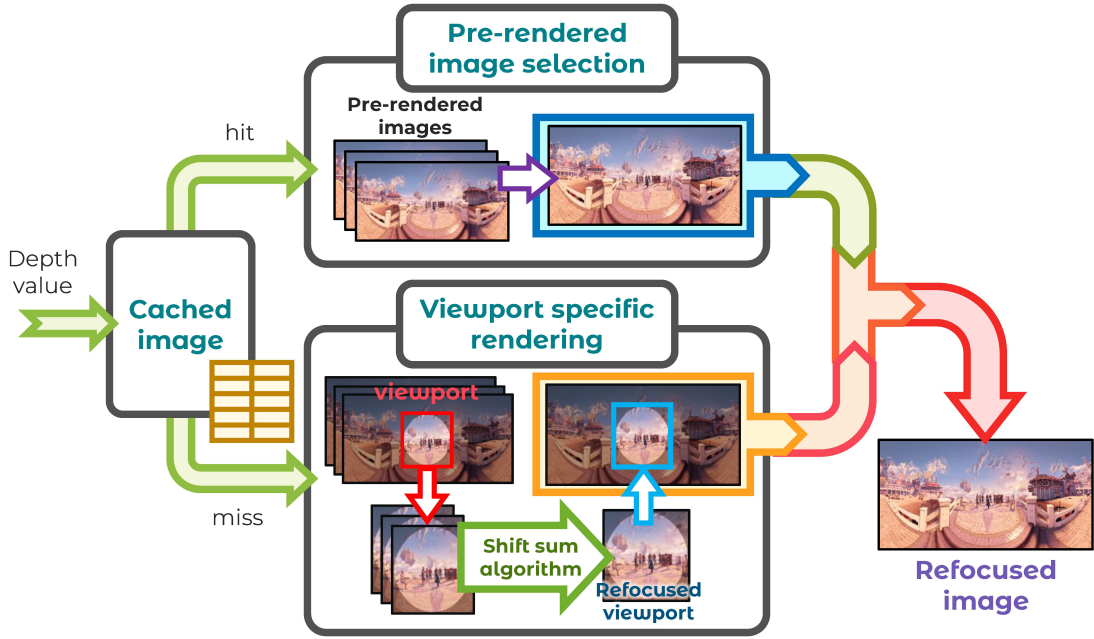 Pre-rendered
image selection
Pre-rendered
images
hit
Depth
value
Cached
image
Viewport specific
rendering
viewport
miss
Shift sum
algorithm
Refocused
viewport
Refocused
image